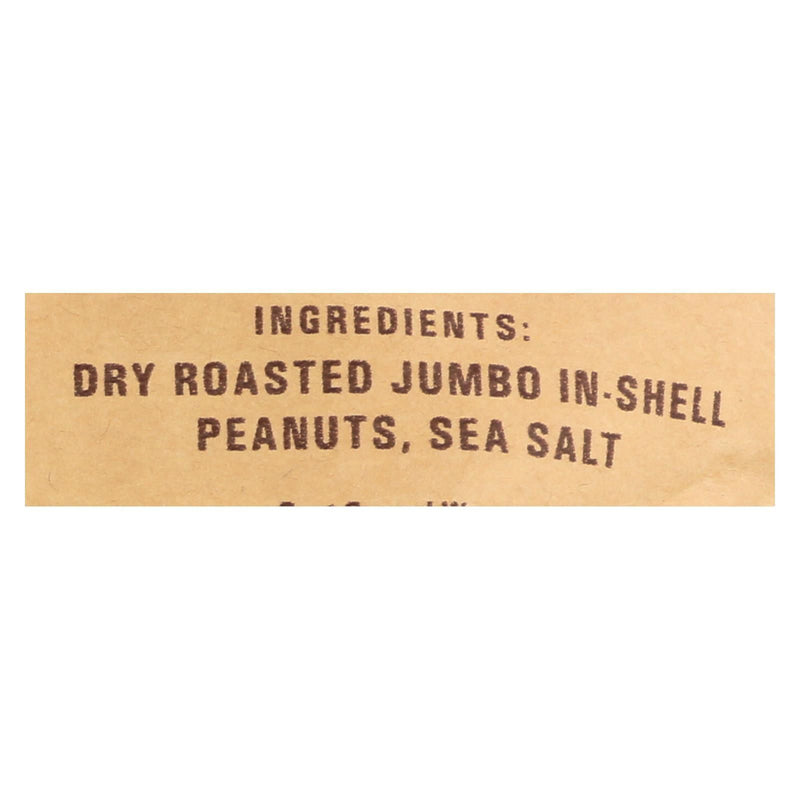 INGREDIENTS:
DRY ROASTED JUMBO IN-SHELL
PEANUTS, SEA SALT